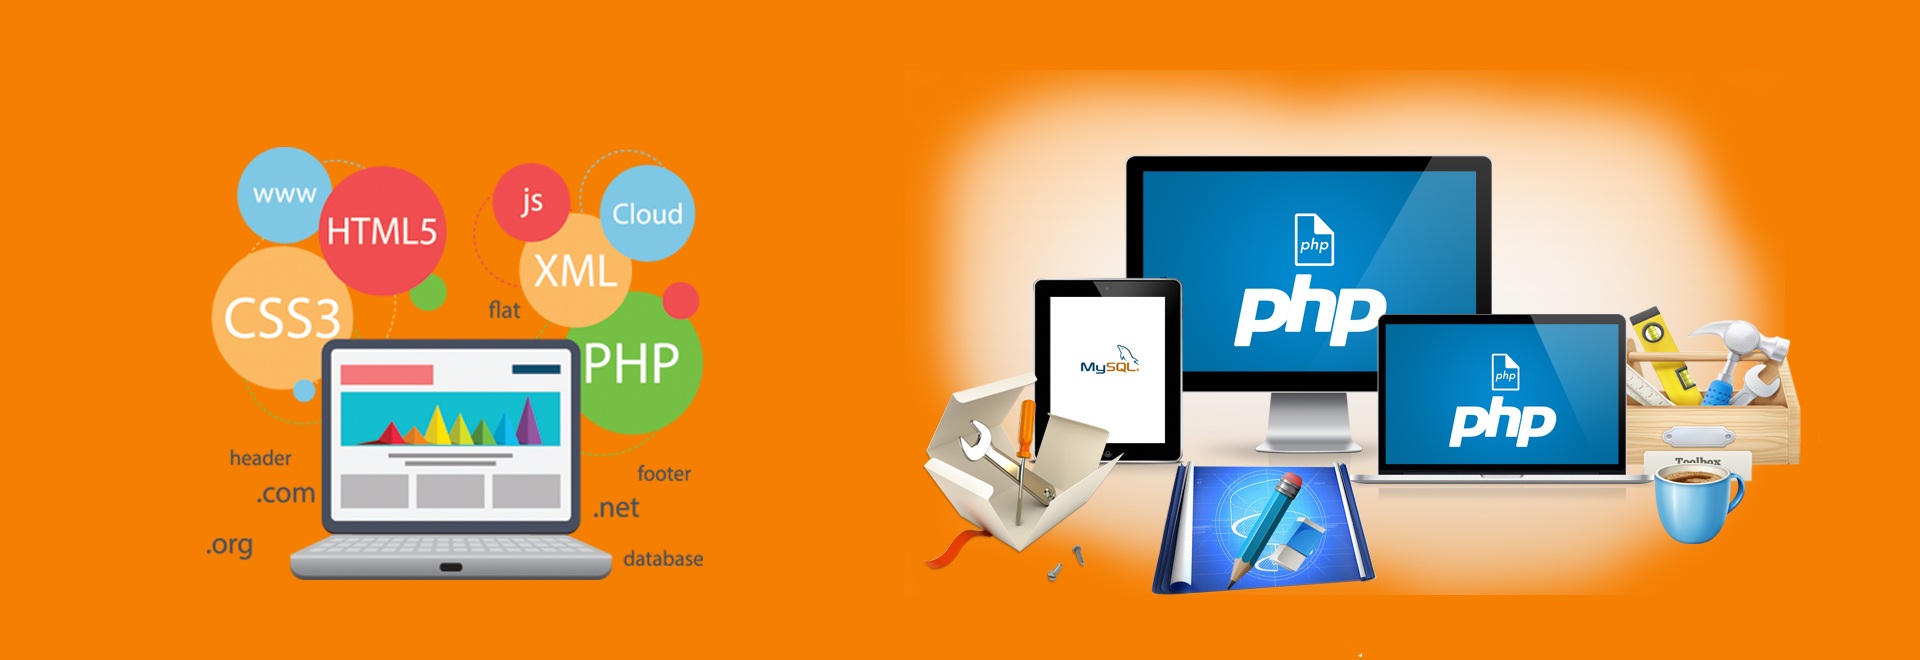 www
HTML5
CSS3
js
Cloud
XML
flat
PHP
header
.com
.org
footer
.net
database
php
php
MySQL
php
php
Toolbox